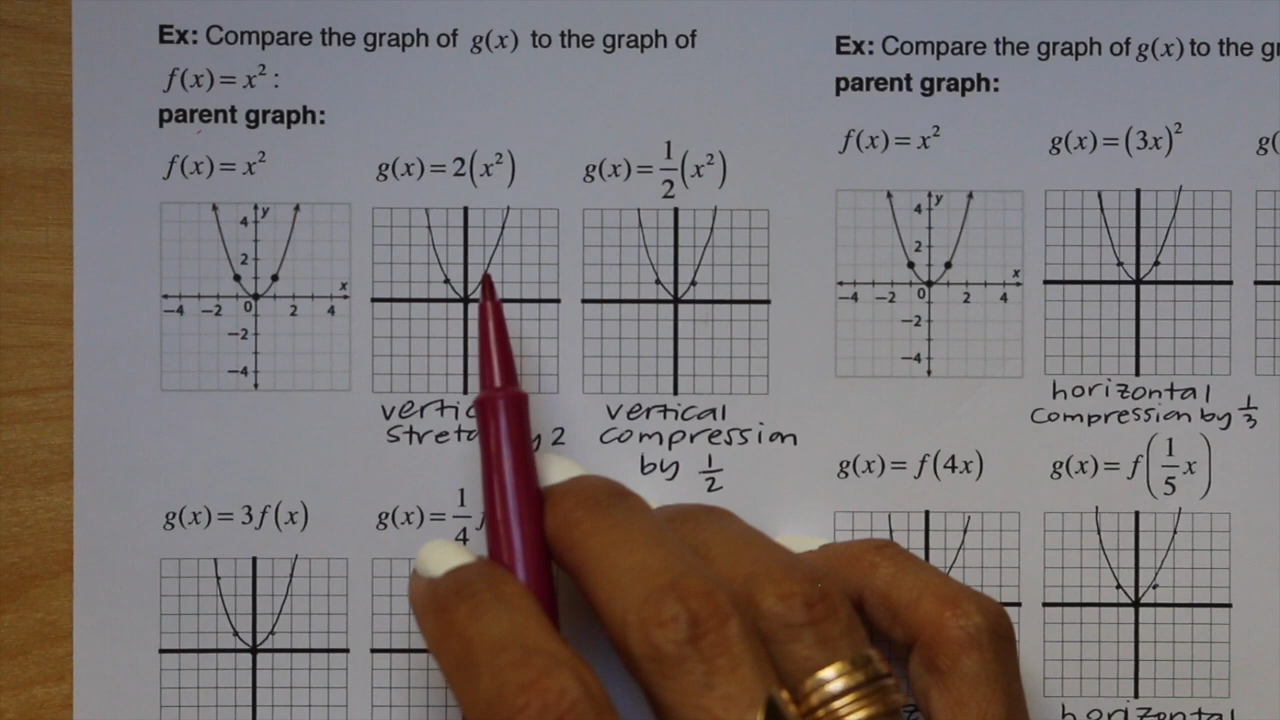 Ex: Compare the graph of g(x) to the graph of
f(x) = x² :
parent graph:
f(x) = x²
g(x) = 2(x²)
g(x) = 1/2(x²)
4 y
2
x
-4 -2 0 2 4
-2
-4
stretch by 2
vertical
compression
by 1/2
g(x) = 3f(x)
g(x) = 1/4
Ex: Compare the graph of g(x) to the
parent graph:
f(x) = x²
g(x) = (3x)²
g(
4 y
2
x
-4 -2 0 2 4
-2
-4
horizontal
compression by 1/3
g(x) = f(4x)
g(x) = f(1/5 x)
horizontal